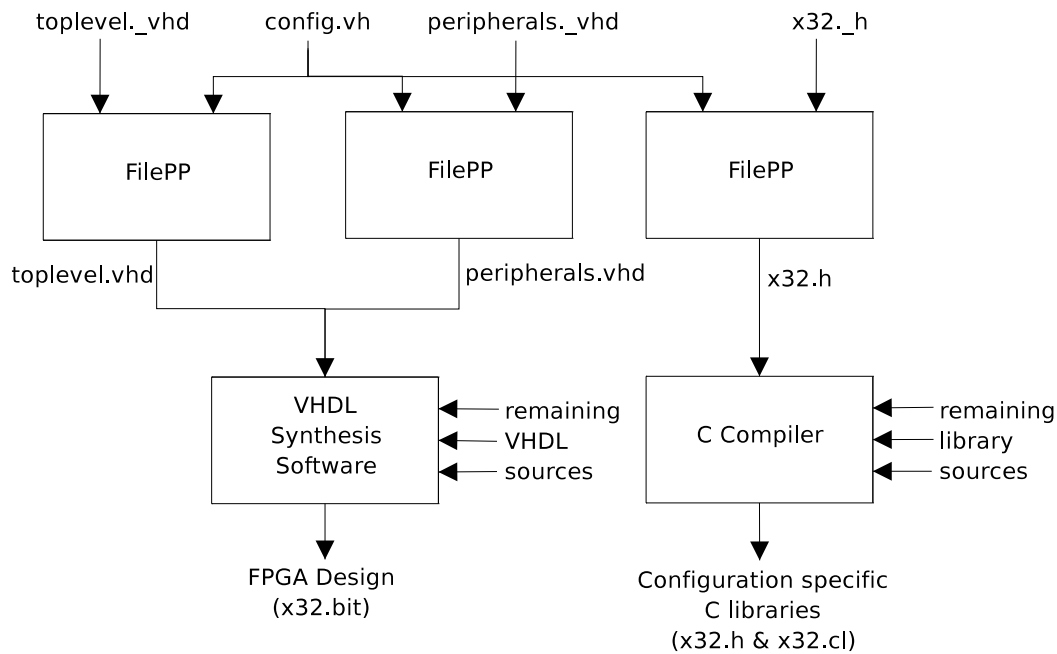 toplevel._vhd
config.vh
peripherals._vhd
x32._h
FilePP
FilePP
FilePP
toplevel.vhd
peripherals.vhd
x32.h
VHDL
Synthesis
Software
remaining
VHDL
sources
C Compiler
remaining
library
sources
FPGA Design
(x32.bit)
Configuration specific
C libraries
(x32.h & x32.cl)